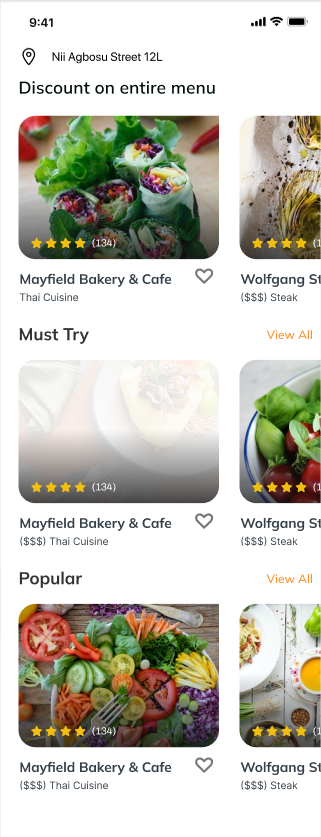 9:41
Nii Agbosu Street 12L
Discount on entire menu
(134)
Mayfield Bakery & Cafe
Thai Cuisine
Wolfgang St
($$$) Steak
Must Try
View All
(134)
Mayfield Bakery & Cafe
($$$) Thai Cuisine
Wolfgang St
($$$) Steak
Popular
View All
(134)
Mayfield Bakery & Cafe
($$$) Thai Cuisine
Wolfgang St
($$$) Steak